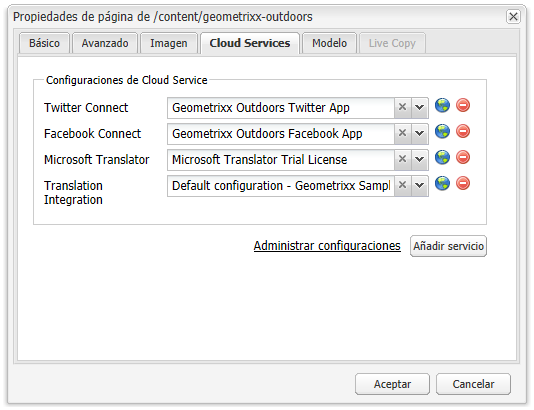 Propiedades de página de /content/geometrixx-outdoors
Básico Avanzado Imagen Cloud Services Modelo Live Copy
Configuraciones de Cloud Service
Twitter Connect Geometrixx Outdoors Twitter App
Facebook Connect Geometrixx Outdoors Facebook App
Microsoft Translator Microsoft Translator Trial License
Translation Default configuration - Geometrixx Sampl
Integration
Administrar configuraciones Añadir servicio
Aceptar Cancelar